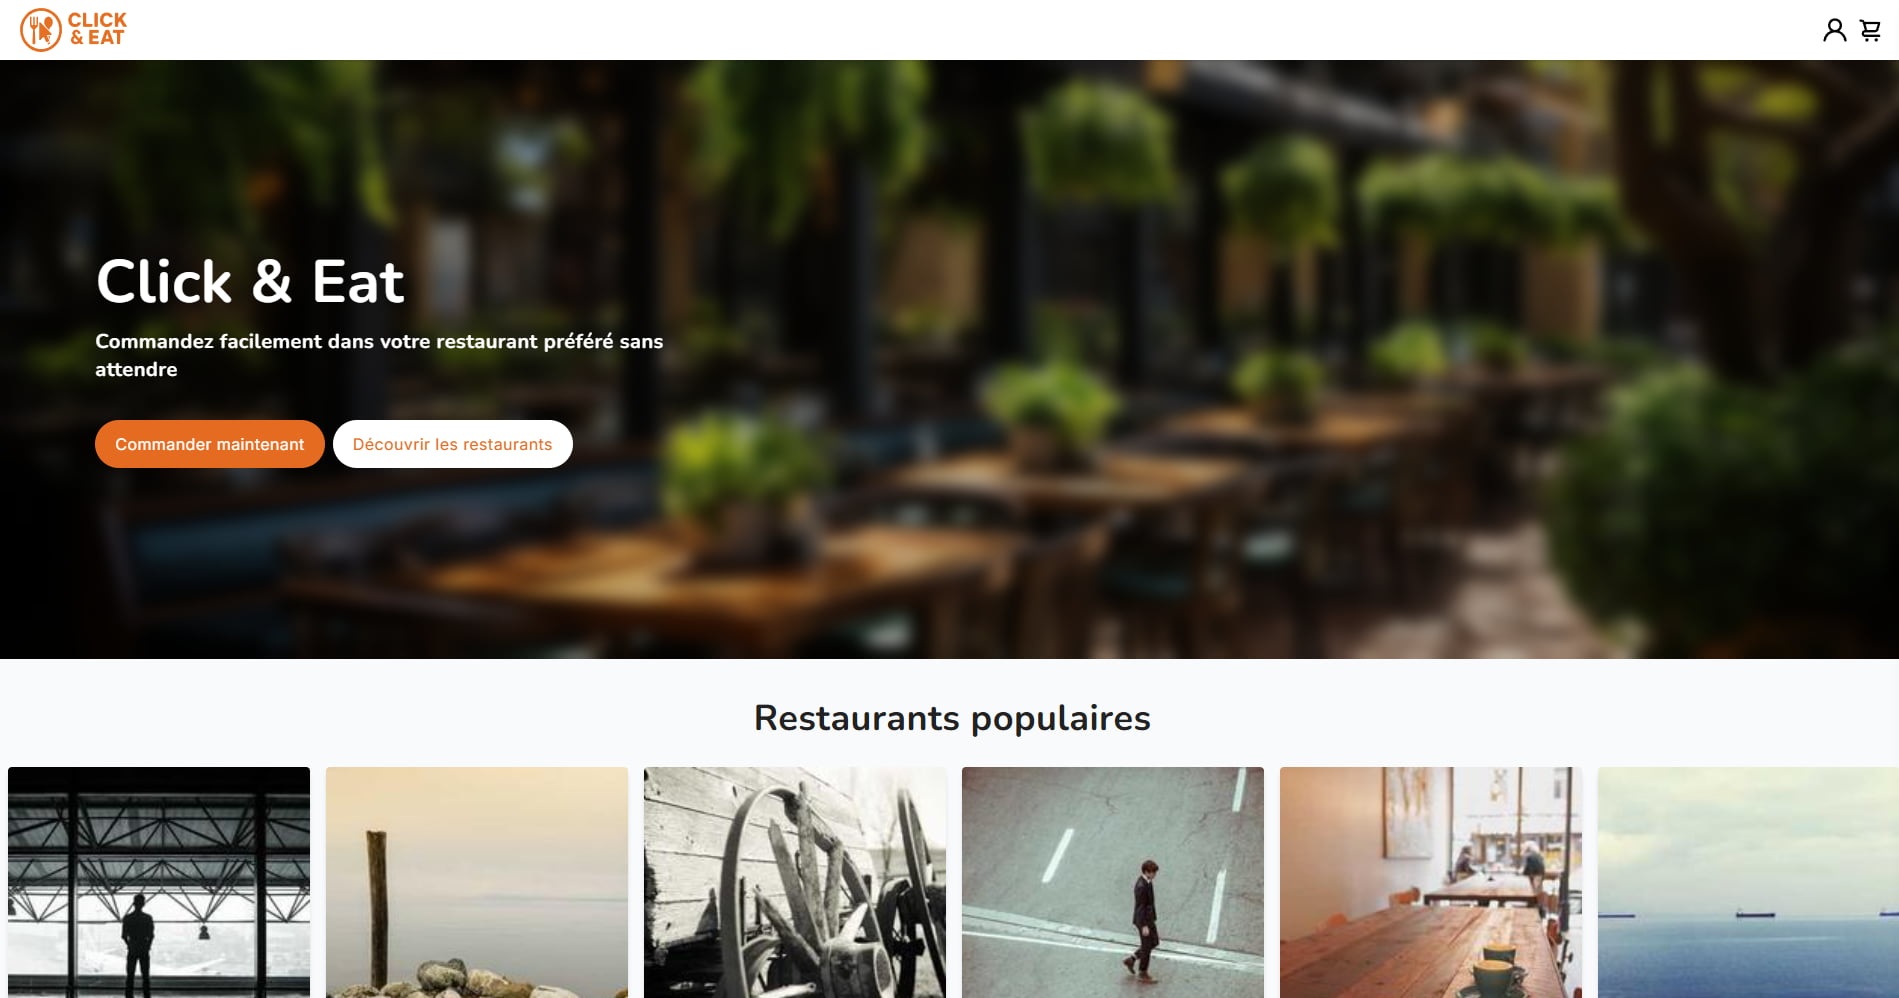 CLICK
& EAT
Click & Eat
Commandez facilement dans votre restaurant préféré sans
attendre
Commander maintenant
Découvrir les restaurants
Restaurants populaires